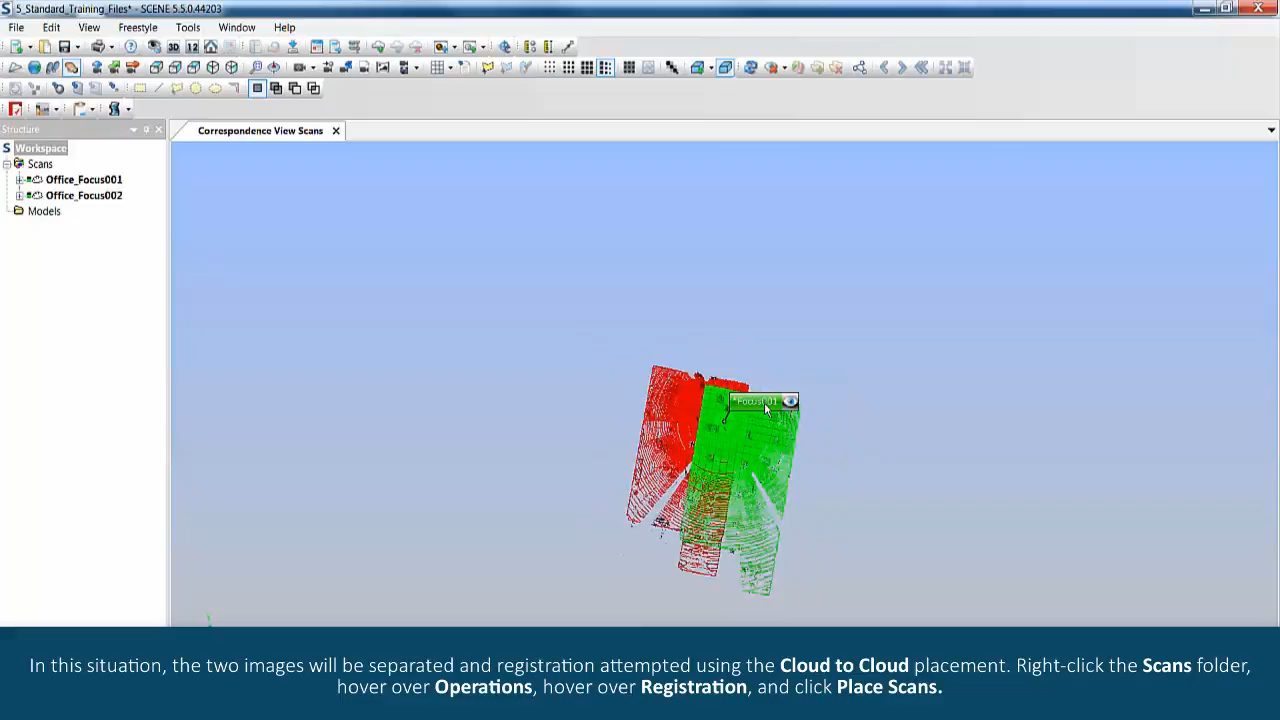 5_Standard_Training_Files* - SCENE 5.5.0.44203
File Edit View Freestyle Tools Window Help
Structure
Correspondence View Scans
Workspace
Scans
Office_Focus001
Office_Focus002
Models
*Focus001
In this situation, the two images will be separated and registration attempted using the Cloud to Cloud placement. Right-click the Scans folder,
hover over Operations, hover over Registration, and click Place Scans.